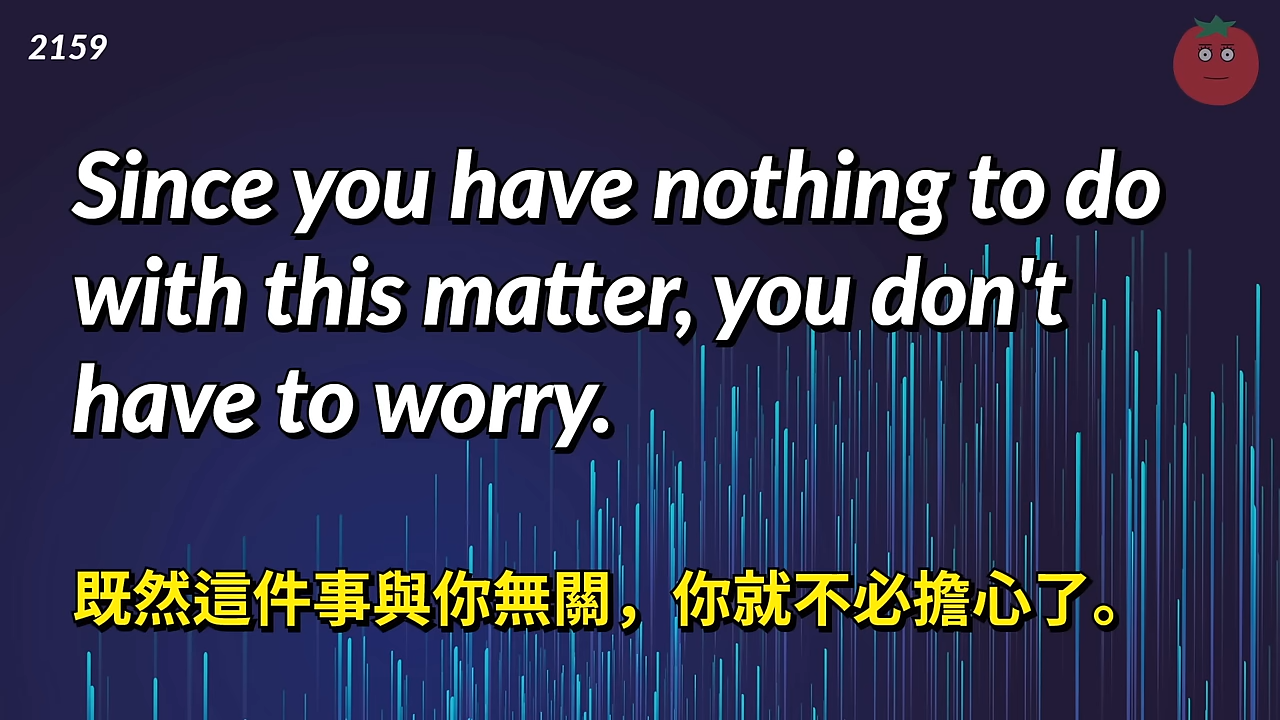 2159
Since you have nothing to do
with this matter, you don't
have to worry.
既然這件事與你無關，你就不必擔心了。